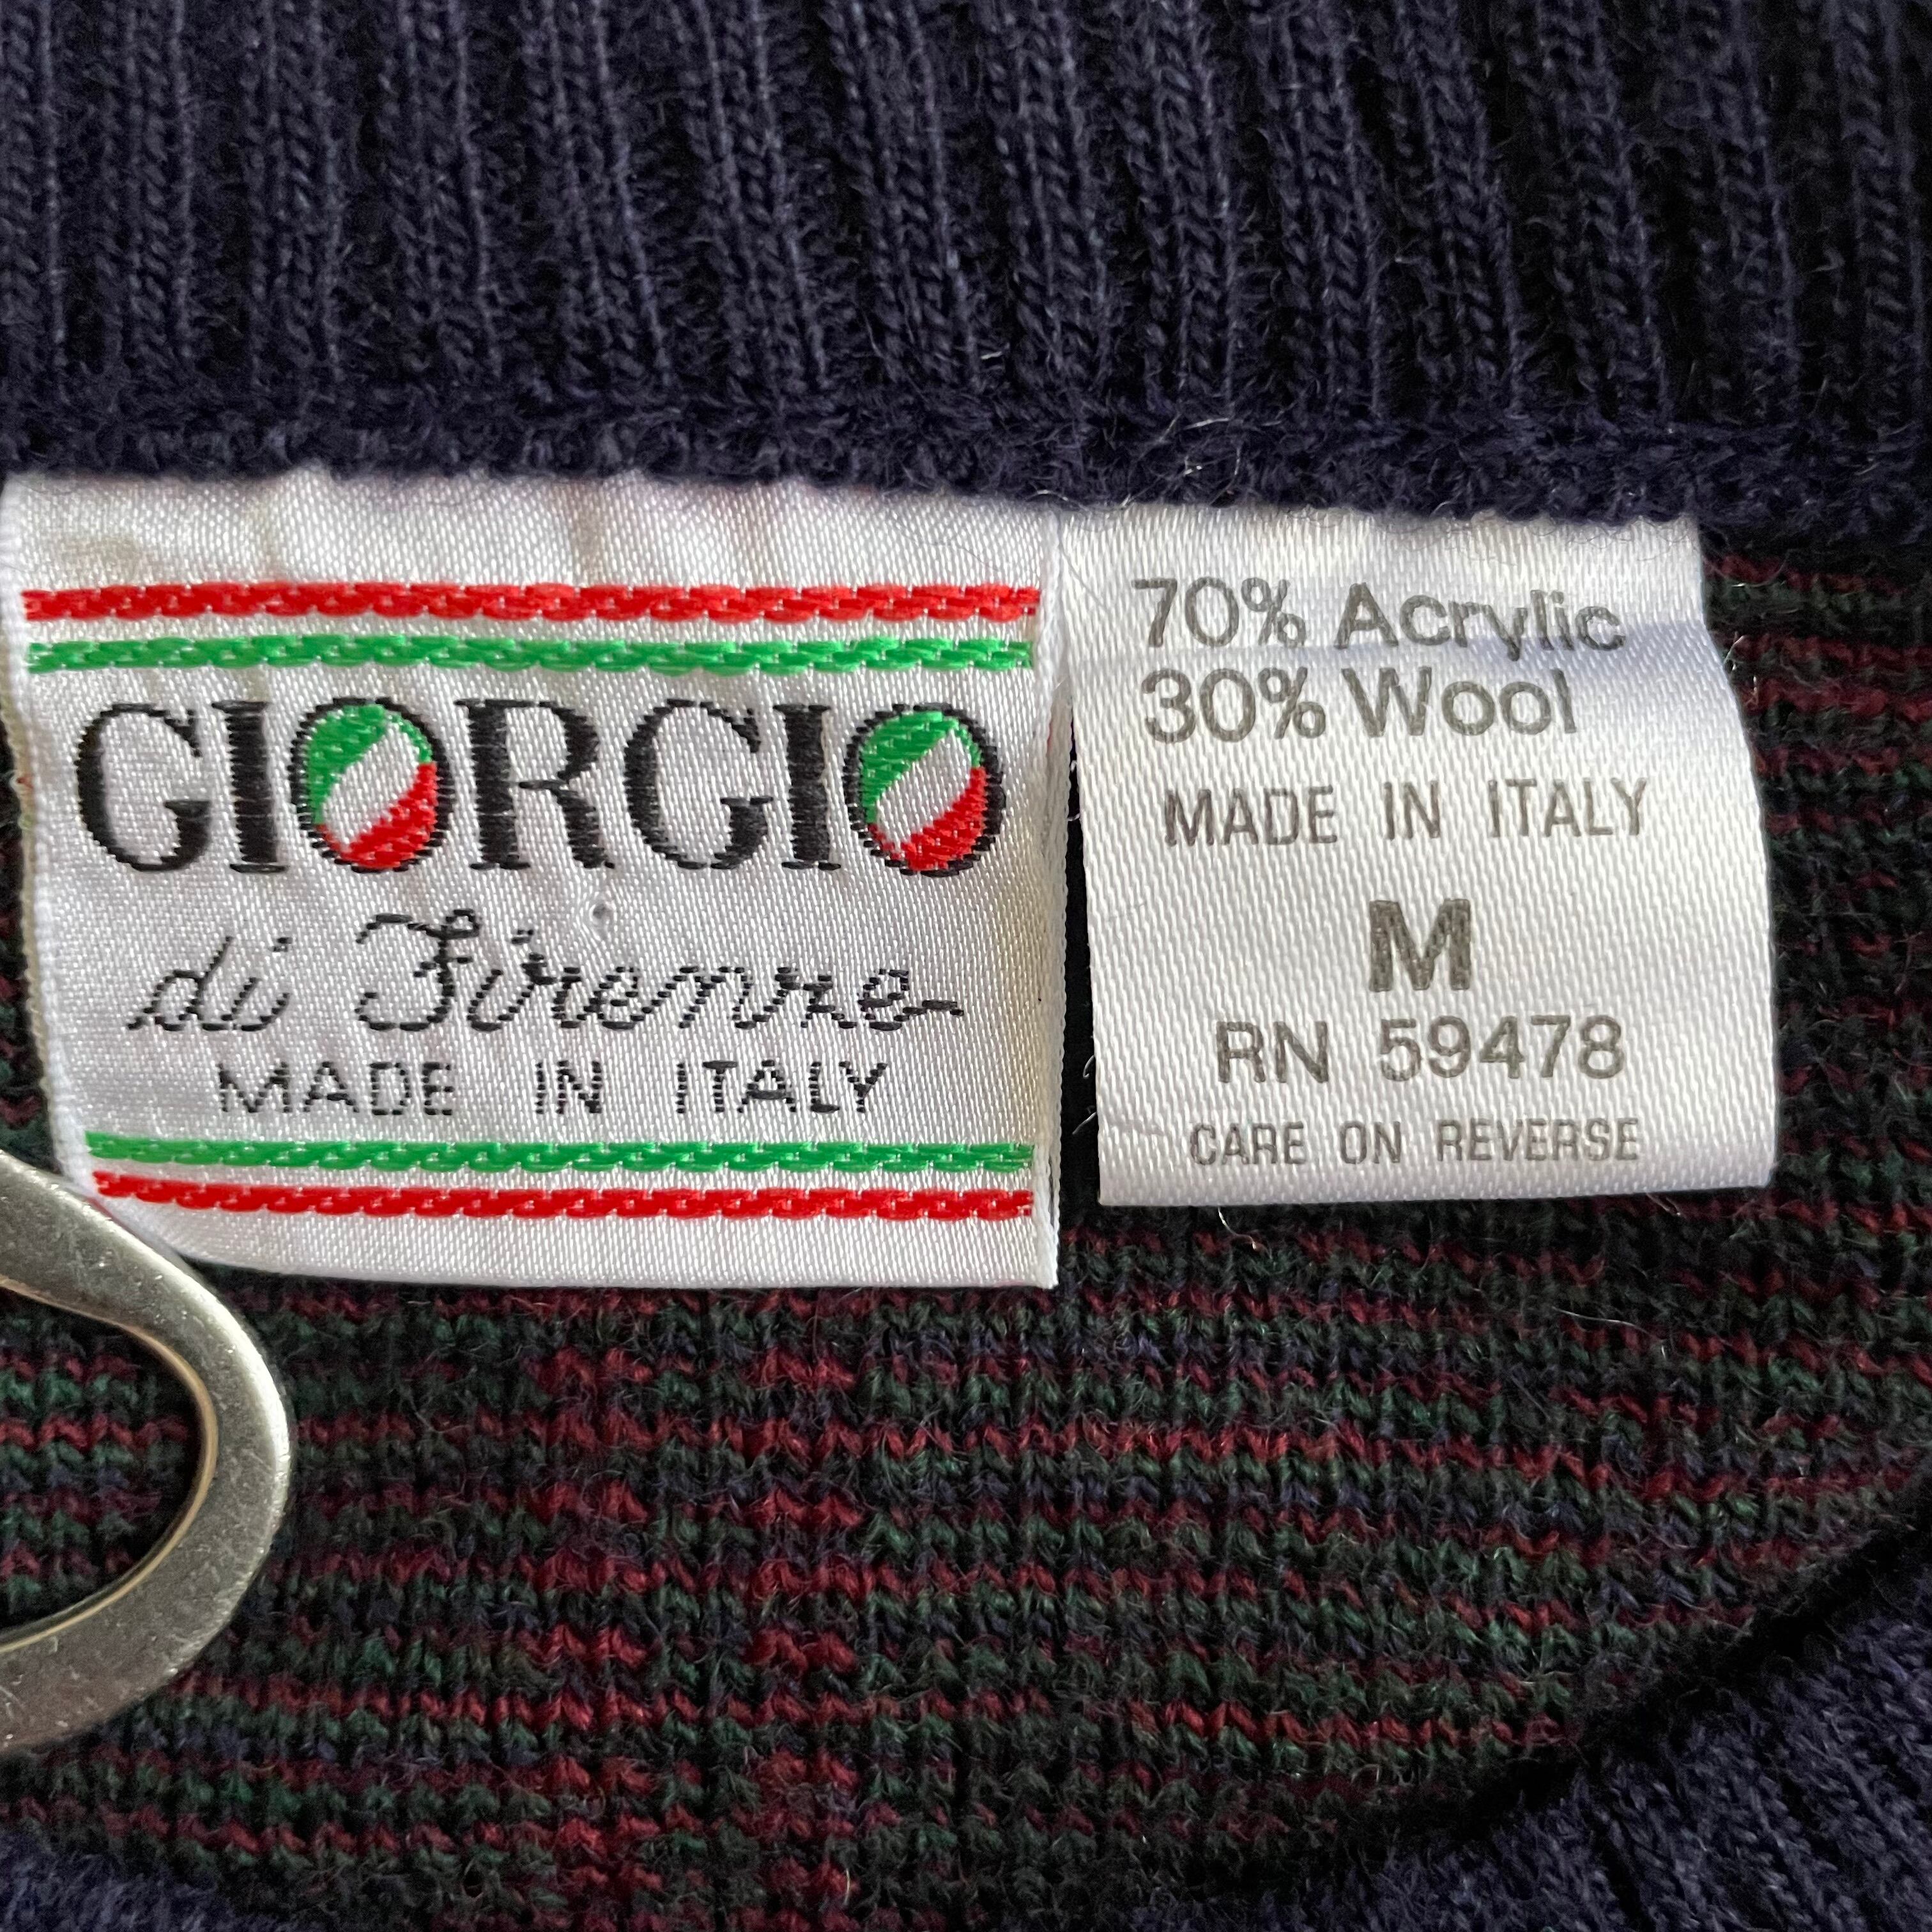 GIORGIO
di Firenze
MADE IN ITALY
70% Acrylic
30% Wool
MADE IN ITALY
M
RN 59478
CARE ON REVERSE